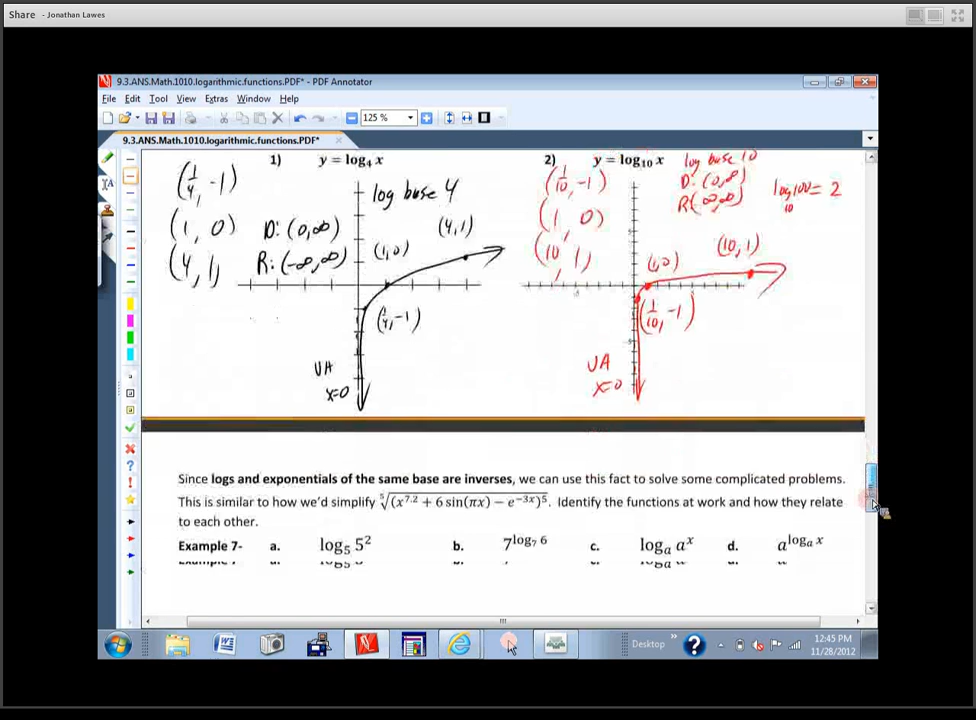 Share - Jonathan Lawes
9.3.ANS.Math.1010.logarithmic.functions.PDF* - PDF Annotator
File Edit Tool View Extras Window Help
125 %
9.3.ANS.Math.1010.logarithmic.functions.PDF*
1) y = log₄ x
log base 4
(1/4, -1)
(1, 0) D: (0,∞)
(4, 1) R: (-∞,∞)
(1,0)
(4,1)
(1/4, -1)
VA
x=0
2) y = log₁₀ x
log base 10
D: (0,∞)
R(-∞,∞)
log₁₀100 = 2
(1/10, -1)
(1, 0)
(10, 1)
(1,0)
(10, 1)
(1/10, -1)
VA
x=0
Since logs and exponentials of the same base are inverses, we can use this fact to solve some complicated problems.
This is similar to how we'd simplify ⁵√(x^7.2 + 6 sin(πx) − e^−3x)^5. Identify the functions at work and how they relate
to each other.
Example 7- a. log₅ 5² b. 7^log₇ 6 c. logₐ aˣ d. a^logₐ x
Desktop
12:45 PM
11/28/2012